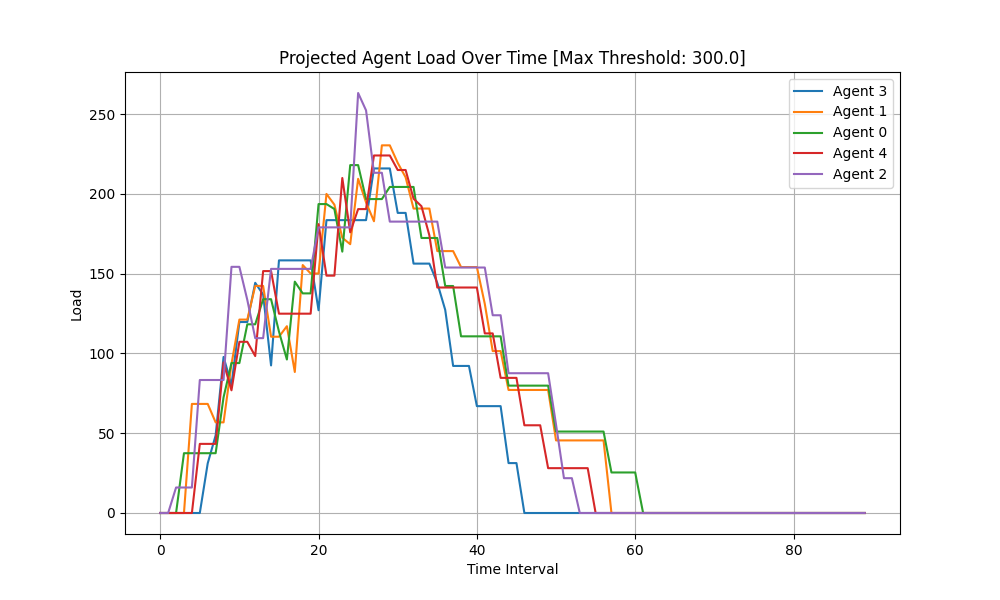 Projected Agent Load Over Time [Max Threshold: 300.0]
Load
250
200
150
100
50
0
0 20 40 60 80
Time Interval
Agent 3
Agent 1
Agent 0
Agent 4
Agent 2